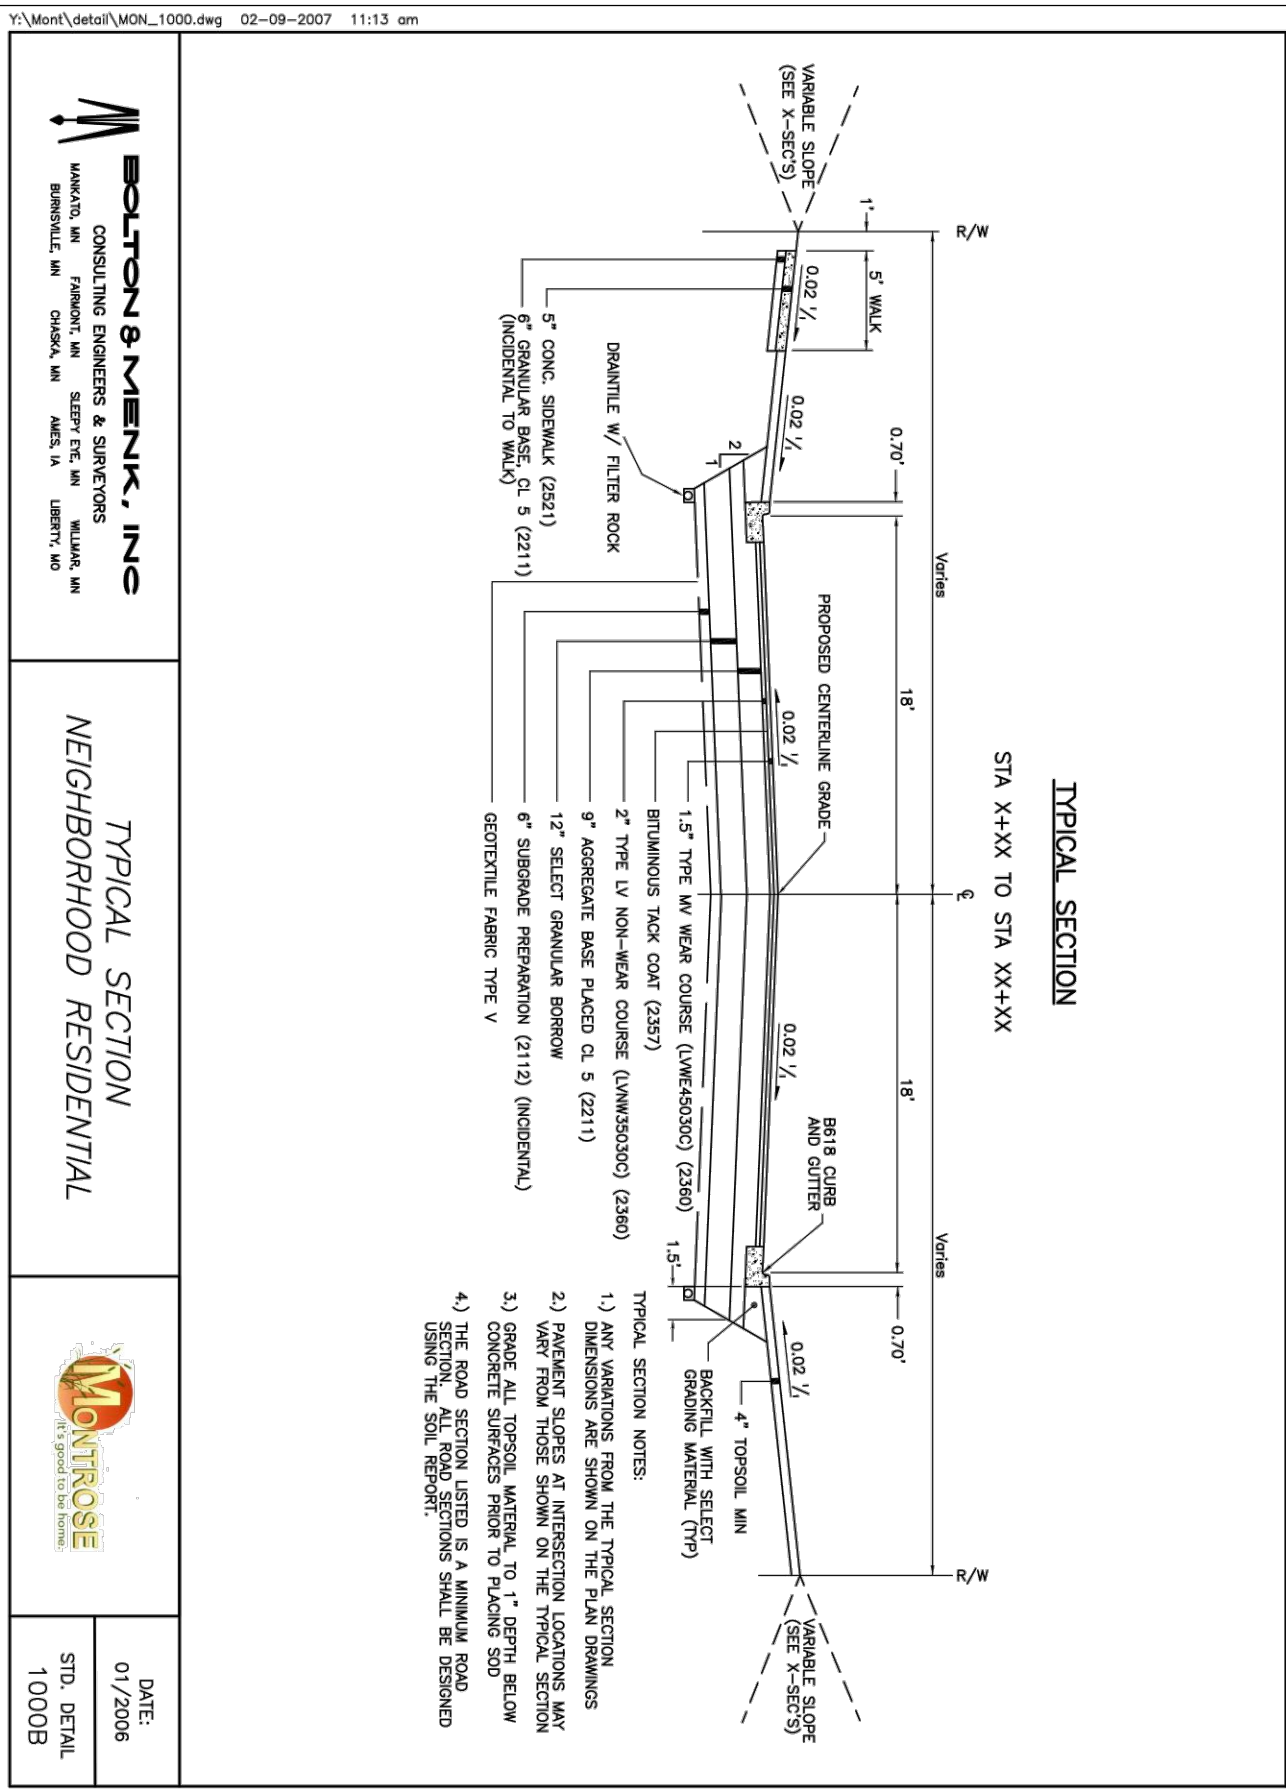 Y:\Mont\detail\MON_1000.dwg 02-09-2007 11:13 am
TYPICAL SECTION
STA X+XX TO STA XX+XX
R/W
℄
R/W
Varies
Varies
1'
5' WALK
0.70'
18'
18'
0.70'
VARIABLE SLOPE
(SEE X-SEC'S)
0.02 '/,
0.02 '/,
PROPOSED CENTERLINE GRADE
0.02 '/,
0.02 '/,
B618 CURB
AND GUTTER
0.02 '/,
VARIABLE SLOPE
(SEE X-SEC'S)
2
1
1.5'
DRAINTILE W/ FILTER ROCK
5" CONC. SIDEWALK (2521)
6" GRANULAR BASE, CL 5 (2211)
(INCIDENTAL TO WALK)
1.5" TYPE MV WEAR COURSE (LVWE45030C) (2360)
BITUMINOUS TACK COAT (2357)
2" TYPE LV NON-WEAR COURSE (LVNW35030C) (2360)
9" AGGREGATE BASE PLACED CL 5 (2211)
12" SELECT GRANULAR BORROW
6" SUBGRADE PREPARATION (2112) (INCIDENTAL)
GEOTEXTILE FABRIC TYPE V
4" TOPSOIL MIN
BACKFILL WITH SELECT
GRADING MATERIAL (TYP)
TYPICAL SECTION NOTES:
1.) ANY VARIATIONS FROM THE TYPICAL SECTION
DIMENSIONS ARE SHOWN ON THE PLAN DRAWINGS
2.) PAVEMENT SLOPES AT INTERSECTION LOCATIONS MAY
VARY FROM THOSE SHOWN ON THE TYPICAL SECTION
3.) GRADE ALL TOPSOIL MATERIAL TO 1" DEPTH BELOW
CONCRETE SURFACES PRIOR TO PLACING SOD
4.) THE ROAD SECTION LISTED IS A MINIMUM ROAD
SECTION. ALL ROAD SECTIONS SHALL BE DESIGNED
USING THE SOIL REPORT.
BOLTON & MENK, INC
CONSULTING ENGINEERS & SURVEYORS
MANKATO, MN FAIRMONT, MN SLEEPY EYE, MN WILLMAR, MN
BURNSVILLE, MN CHASKA, MN AMES, IA LIBERTY, MO
TYPICAL SECTION
NEIGHBORHOOD RESIDENTIAL
MONTROSE
It's good to be home.
DATE:
01/2006
STD. DETAIL
1000B